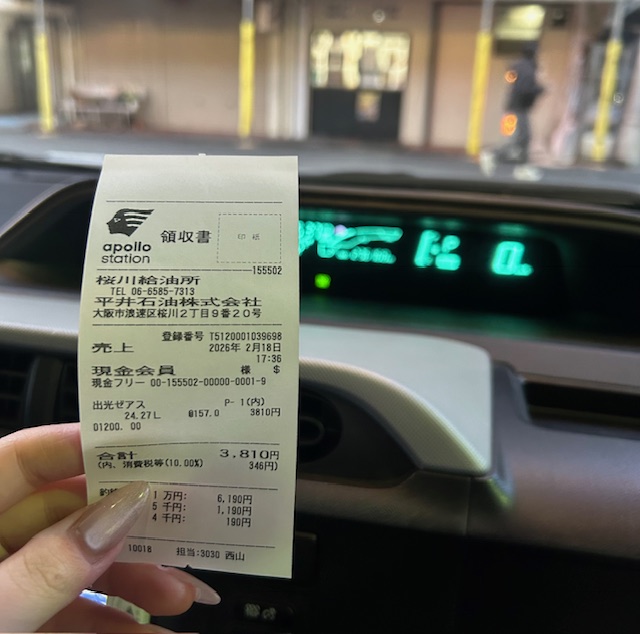 apollo
station
領収書
印 紙
155502
桜川給油所
TEL 06-6585-7313
平井石油株式会社
大阪市浪速区桜川2丁目9番20号
登録番号 T5120001039698
売上 2026年 2月18日
17:36
現金会員 様 $
現金フリー 00-155502-00000-0001-9
出光ゼアス P- 1(内)
24.27L @157.0 3810円
01200. 00
合計 3,810円
(内、消費税等(10.00%) 346円)
1 万円: 6,190円
5 千円: 1,190円
4 千円: 190円
10018 担当:3030 西山
0